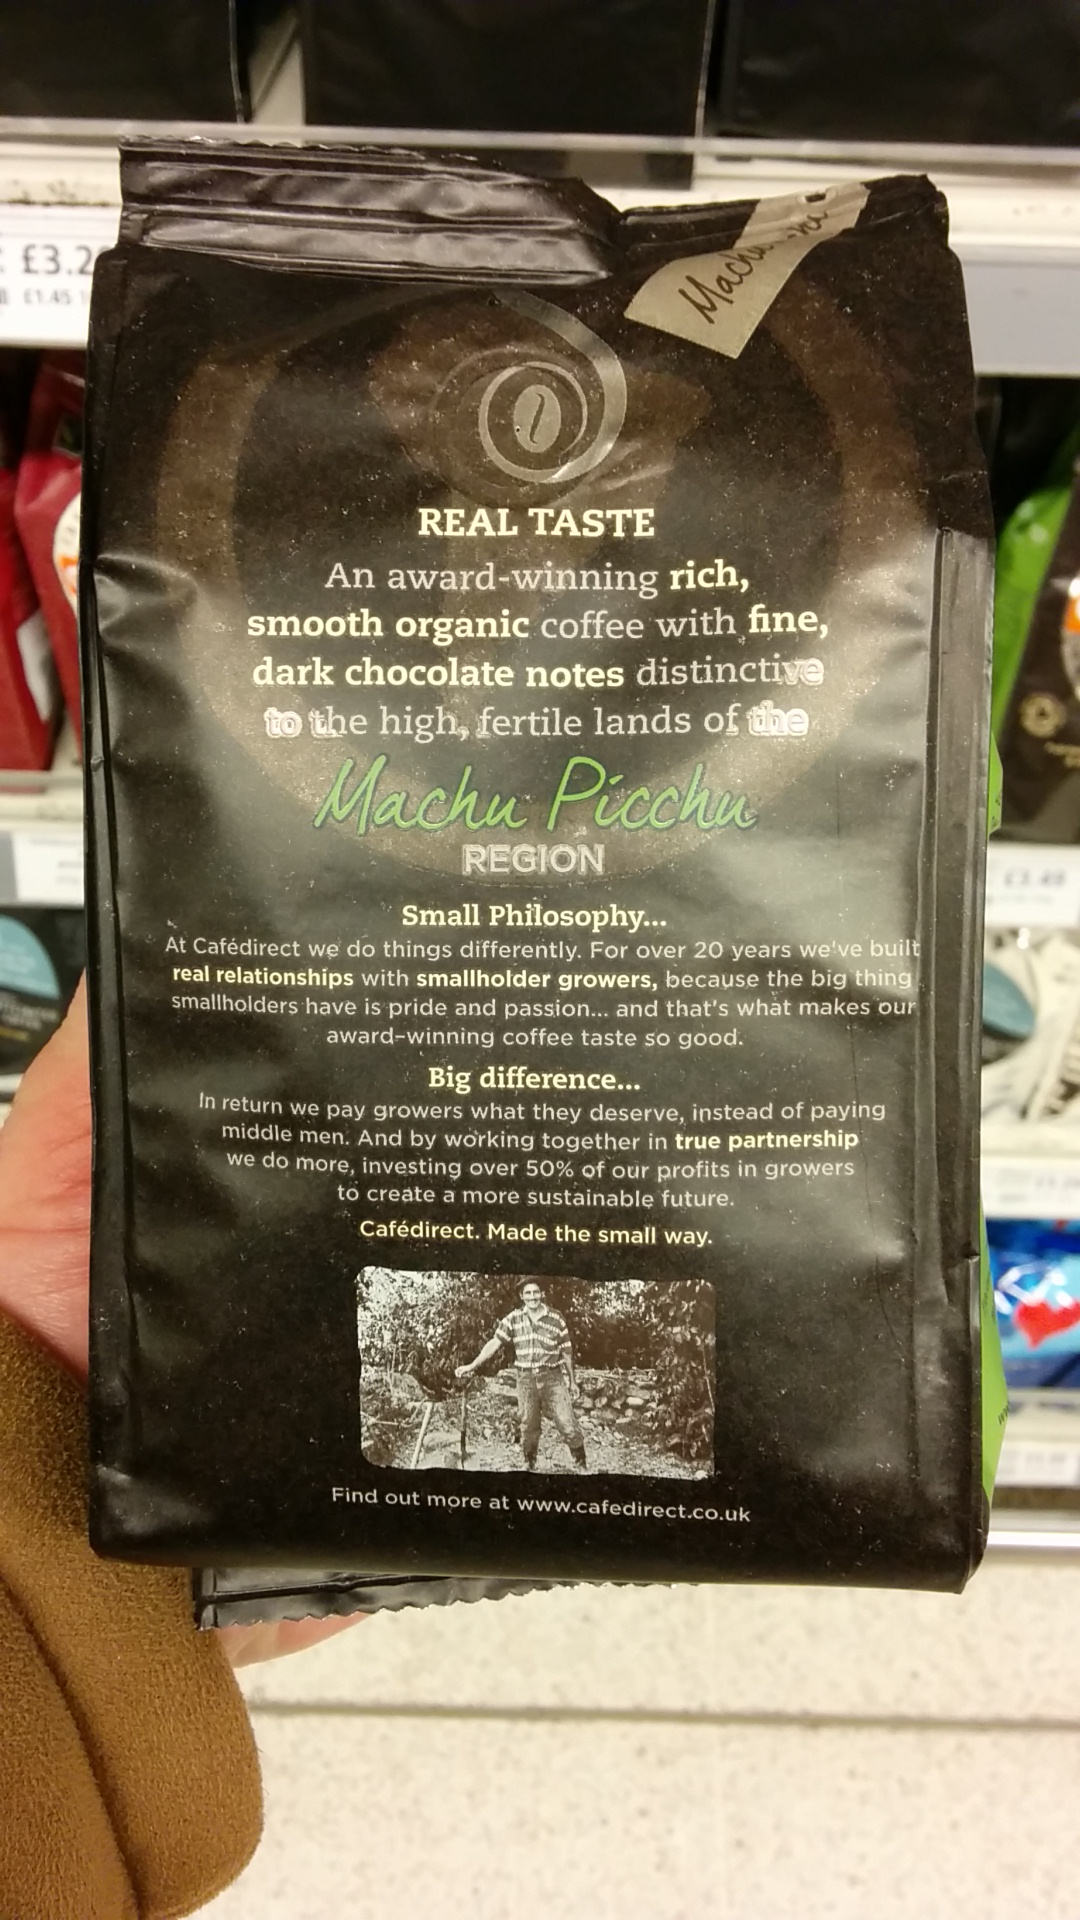 £3.2
£1.45
Machu
REAL TASTE
An award-winning rich,
smooth organic coffee with fine,
dark chocolate notes distinctive
to the high, fertile lands of the
Machu Picchu
REGION
Small Philosophy...
At Cafédirect we do things differently. For over 20 years we've built
real relationships with smallholder growers, because the big thing
smallholders have is pride and passion... and that's what makes our
award-winning coffee taste so good.
Big difference...
In return we pay growers what they deserve, instead of paying
middle men. And by working together in true partnership
we do more, investing over 50% of our profits in growers
to create a more sustainable future.
Cafédirect. Made the small way.
Find out more at www.cafedirect.co.uk
£3.48